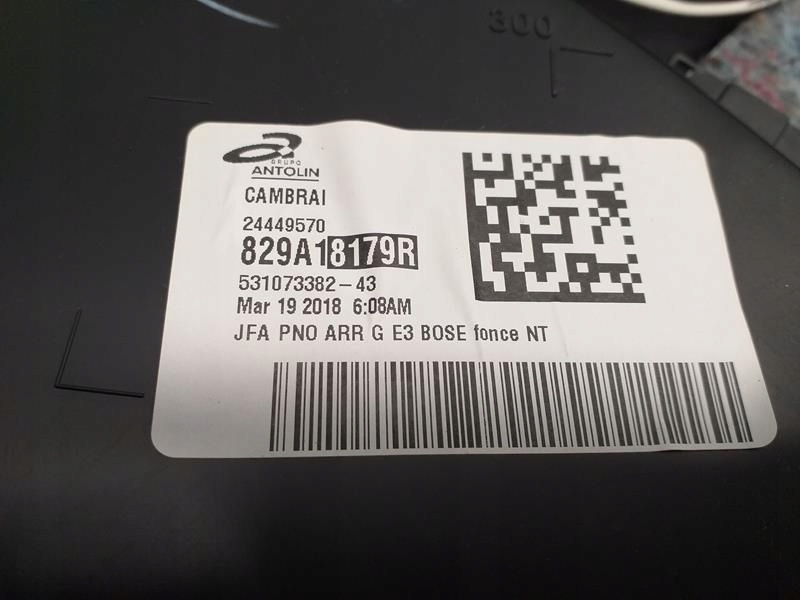 300
GRUPO
ANTOLIN
CAMBRAI
24449570
829A18179R
531073382-43
Mar 19 2018 6:08AM
JFA PNO ARR G E3 BOSE fonce NT